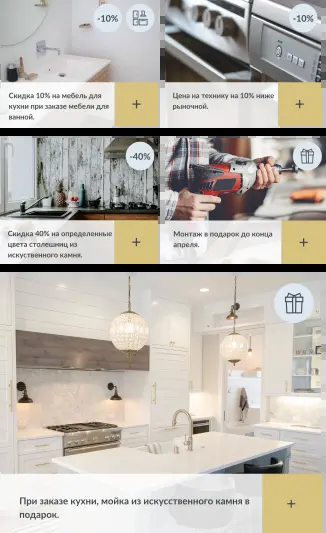 -10%
Скидка 10% на мебель для
кухни при заказе мебели для
ванной.
+
-10%
Цена на технику на 10% ниже
рыночной.
+
-40%
Скидка 40% на определенные
цвета столешниц из
искуственного камня.
+
Монтаж в подарок до конца
апреля.
+
При заказе кухни, мойка из искусственного камня в
подарок.
+